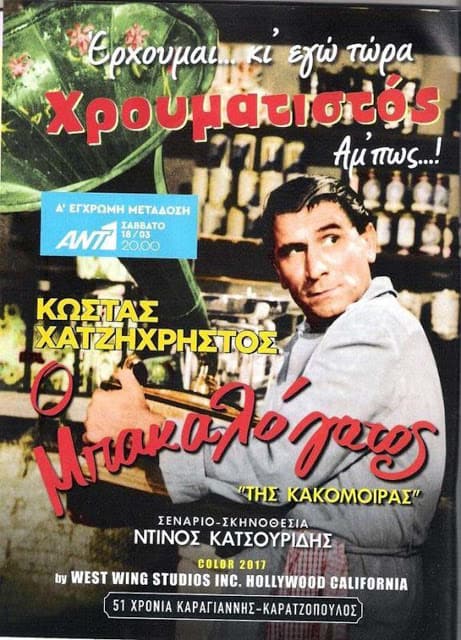 Έρχουμαι... κι' εγώ τώρα
Χρουματιστός
Αμ'πως...!
Α' ΕΓΧΡΩΜΗ ΜΕΤΑΔΟΣΗ
ΑΝΤ1
ΣΑΒΒΑΤΟ
18/03
20.00
ΚΩΣΤΑΣ
ΧΑΤΖΗΧΡΗΣΤΟΣ
Ο
Μπακαλόγατος
"ΤΗΣ ΚΑΚΟΜΟΙΡΑΣ"
ΣΕΝΑΡΙΟ-ΣΚΗΝΟΘΕΣΙΑ
ΝΤΙΝΟΣ ΚΑΤΣΟΥΡΙΔΗΣ
COLOR 2017
by WEST WING STUDIOS INC. HOLLYWOOD CALIFORNIA
51 ΧΡΟΝΙΑ ΚΑΡΑΓΙΑΝΝΗΣ-ΚΑΡΑΤΖΟΠΟΥΛΟΣ